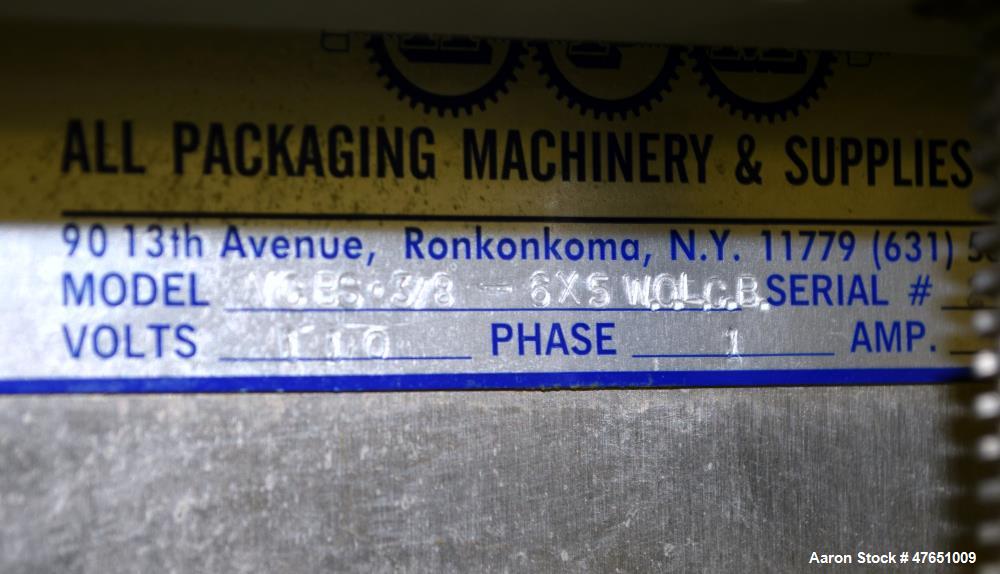 ALL PACKAGING MACHINERY & SUPPLIES
90 13th Avenue, Ronkonkoma, N.Y. 11779 (631)
MODEL 3/8 - 6X5 W.O.L.C.B. SERIAL #
VOLTS 110 PHASE 1 AMP.
Aaron Stock # 47651009